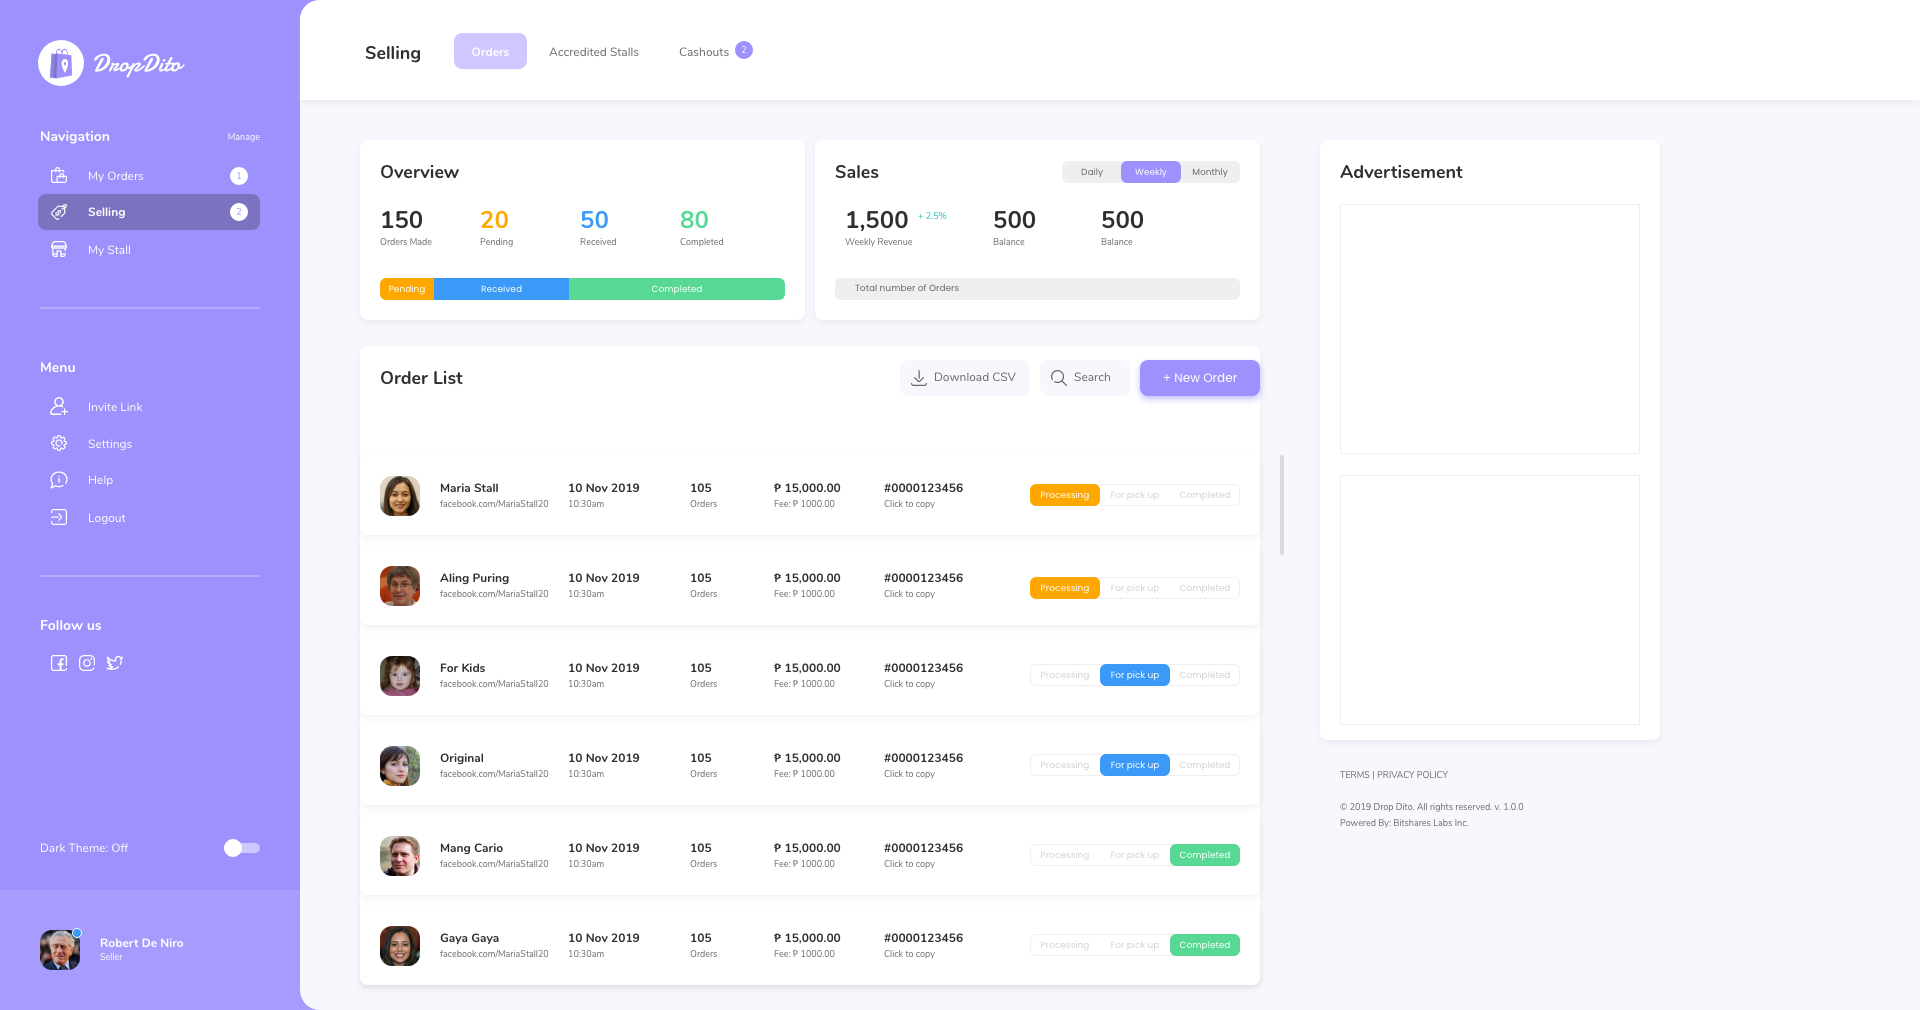 DropDito
Navigation
Manage
My Orders
1
Selling
2
My Stall
Menu
Invite Link
Settings
Help
Logout
Follow us
Dark Theme: Off
Robert De Niro
Seller
Selling
Orders
Accredited Stalls
Cashouts
2
Overview
150
Orders Made
20
Pending
50
Received
80
Completed
Pending
Received
Completed
Sales
Daily
Weekly
Monthly
1,500
+ 2.5%
Weekly Revenue
500
Balance
500
Balance
Total number of Orders
Order List
Download CSV
Search
+ New Order
Maria Stall
facebook.com/MariaStall20
10 Nov 2019
10:30am
105
Orders
₱ 15,000.00
Fee: ₱ 1000.00
#0000123456
Click to copy
Processing
For pick up
Completed
Aling Puring
facebook.com/MariaStall20
10 Nov 2019
10:30am
105
Orders
₱ 15,000.00
Fee: ₱ 1000.00
#0000123456
Click to copy
Processing
For pick up
Completed
For Kids
facebook.com/MariaStall20
10 Nov 2019
10:30am
105
Orders
₱ 15,000.00
Fee: ₱ 1000.00
#0000123456
Click to copy
Processing
For pick up
Completed
Original
facebook.com/MariaStall20
10 Nov 2019
10:30am
105
Orders
₱ 15,000.00
Fee: ₱ 1000.00
#0000123456
Click to copy
Processing
For pick up
Completed
Mang Cario
facebook.com/MariaStall20
10 Nov 2019
10:30am
105
Orders
₱ 15,000.00
Fee: ₱ 1000.00
#0000123456
Click to copy
Processing
For pick up
Completed
Gaya Gaya
facebook.com/MariaStall20
10 Nov 2019
10:30am
105
Orders
₱ 15,000.00
Fee: ₱ 1000.00
#0000123456
Click to copy
Processing
For pick up
Completed
Advertisement
TERMS | PRIVACY POLICY
© 2019 Drop Dito. All rights reserved. v. 1.0.0
Powered By: Bitshares Labs Inc.